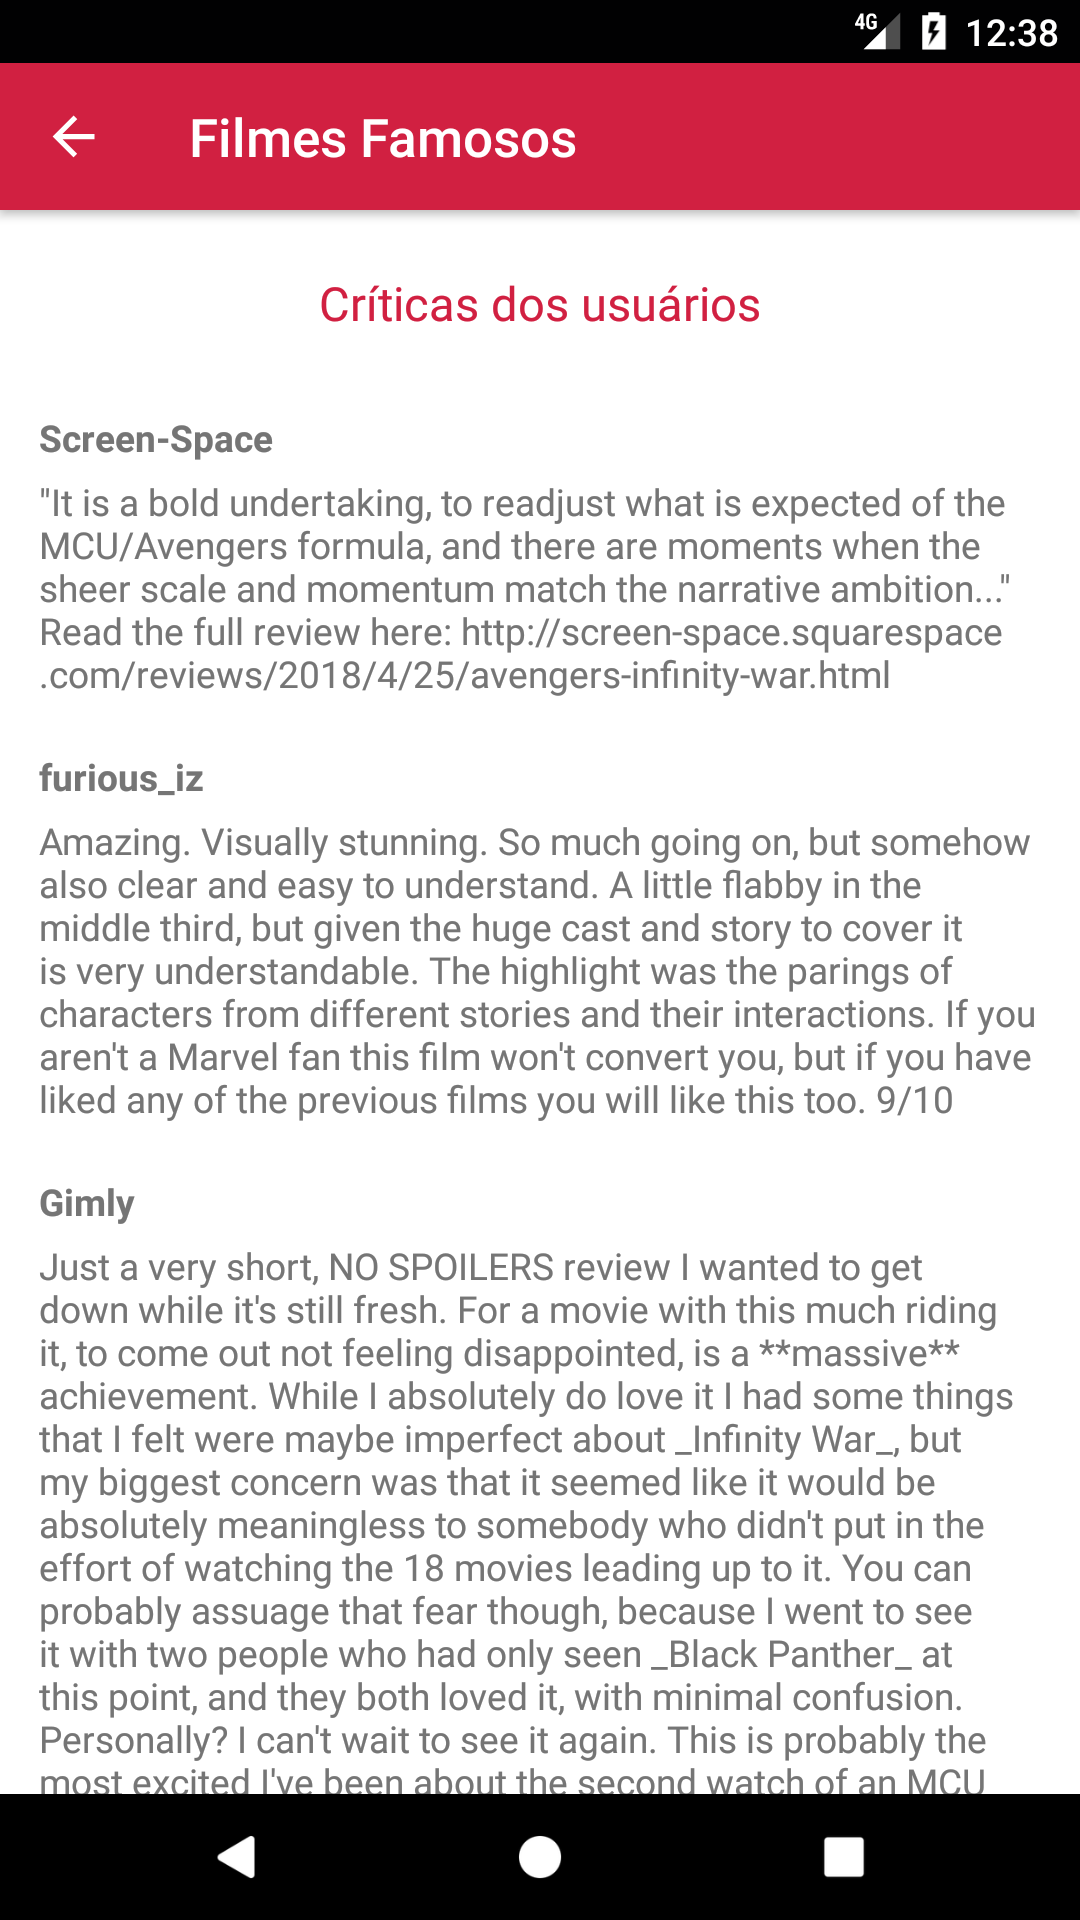 4G 12:38
Filmes Famosos
Críticas dos usuários
Screen-Space
"It is a bold undertaking, to readjust what is expected of the
MCU/Avengers formula, and there are moments when the
sheer scale and momentum match the narrative ambition..."
Read the full review here: http://screen-space.squarespace
.com/reviews/2018/4/25/avengers-infinity-war.html
furious_iz
Amazing. Visually stunning. So much going on, but somehow
also clear and easy to understand. A little flabby in the
middle third, but given the huge cast and story to cover it
is very understandable. The highlight was the parings of
characters from different stories and their interactions. If you
aren't a Marvel fan this film won't convert you, but if you have
liked any of the previous films you will like this too. 9/10
Gimly
Just a very short, NO SPOILERS review I wanted to get
down while it's still fresh. For a movie with this much riding
it, to come out not feeling disappointed, is a **massive**
achievement. While I absolutely do love it I had some things
that I felt were maybe imperfect about _Infinity War_, but
my biggest concern was that it seemed like it would be
absolutely meaningless to somebody who didn't put in the
effort of watching the 18 movies leading up to it. You can
probably assuage that fear though, because I went to see
it with two people who had only seen _Black Panther_ at
this point, and they both loved it, with minimal confusion.
Personally? I can't wait to see it again. This is probably the
most excited I've been about the second watch of an MCU